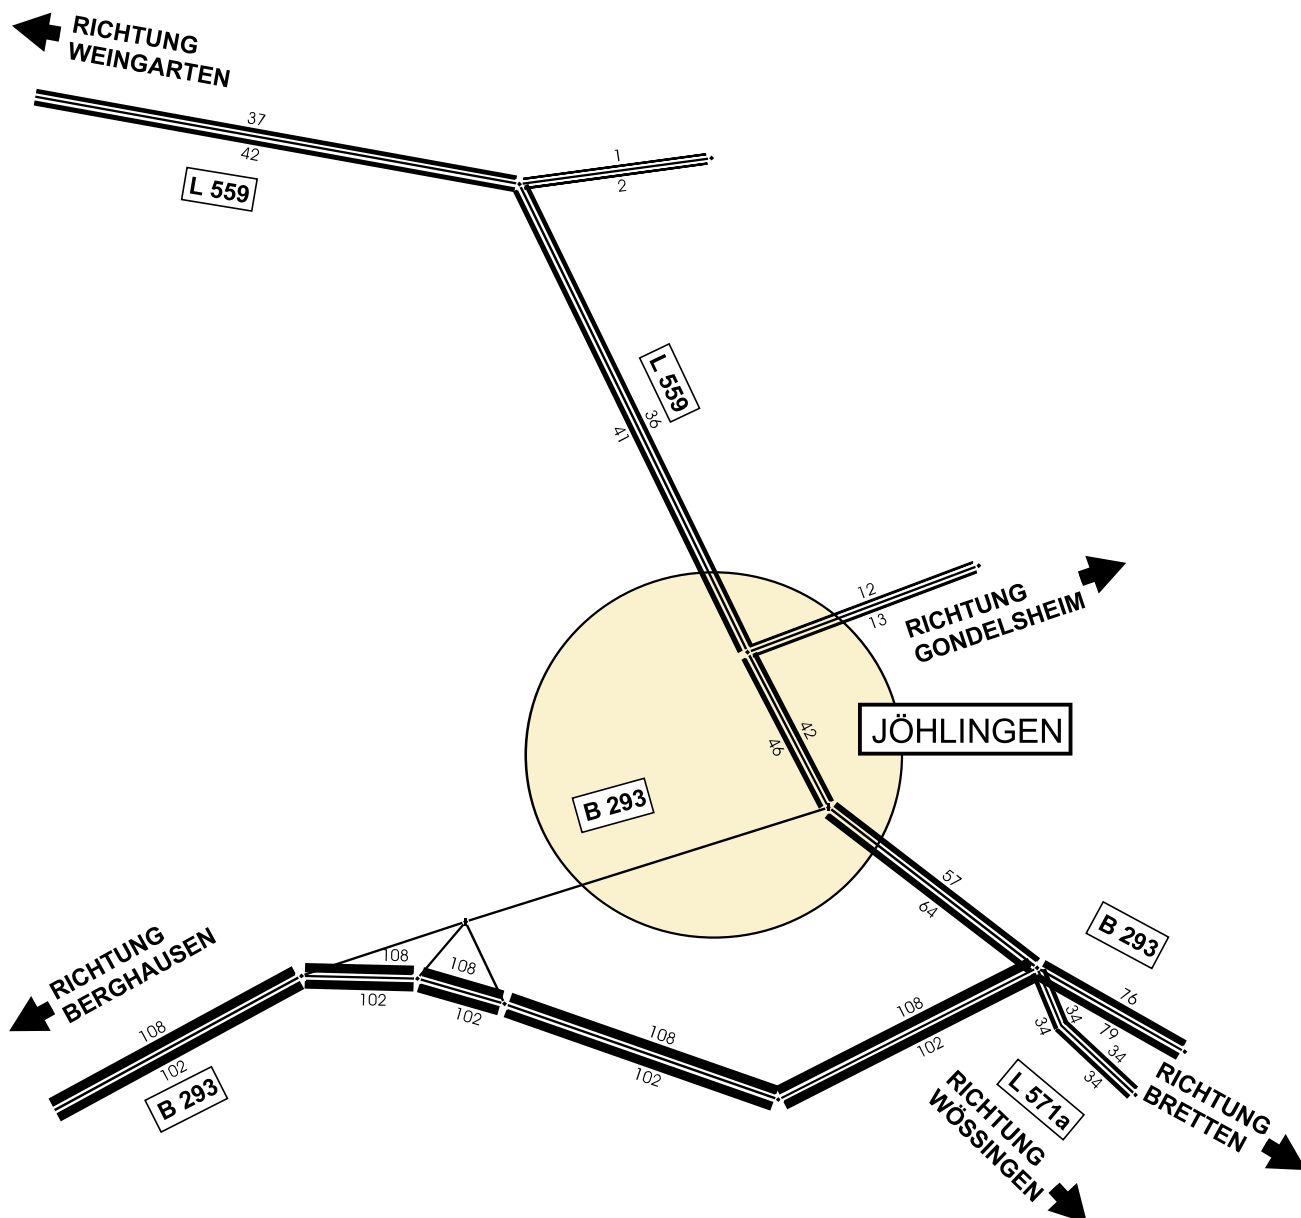 RICHTUNG
WEINGARTEN
37
42
L 559
1
2
L 559
36
41
12
13
RICHTUNG
GONDELSHEIM
JÖHLINGEN
42
46
B 293
57
64
B 293
RICHTUNG
BERGHAUSEN
108
102
108
102
108
102
108
102
108
102
B 293
76
79
34
34
34
34
L 571a
RICHTUNG
BRETTEN
RICHTUNG
WÖSSINGEN